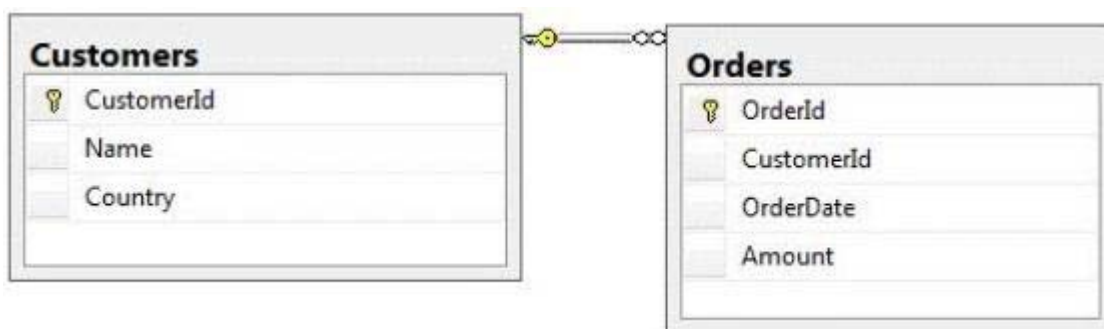 Customers
CustomerId
Name
Country
Orders
OrderId
CustomerId
OrderDate
Amount